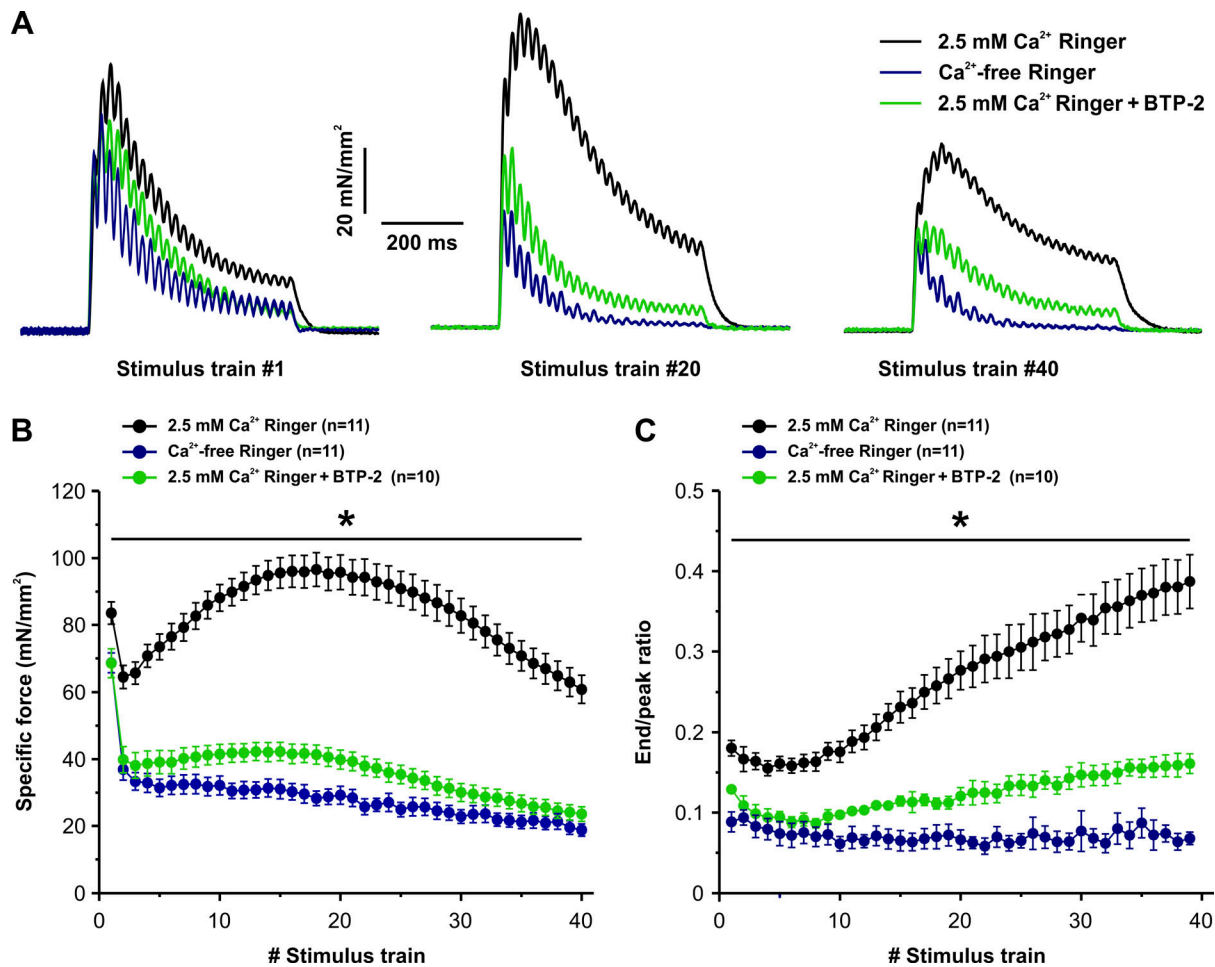 A
2.5 mM Ca²⁺ Ringer
Ca²⁺-free Ringer
2.5 mM Ca²⁺ Ringer + BTP-2
20 mN/mm²
200 ms
Stimulus train #1
Stimulus train #20
Stimulus train #40
B
2.5 mM Ca²⁺ Ringer (n=11)
Ca²⁺-free Ringer (n=11)
2.5 mM Ca²⁺ Ringer + BTP-2 (n=10)
*
120
100
80
60
40
20
0
Specific force (mN/mm²)
0
10
20
30
40
# Stimulus train
C
2.5 mM Ca²⁺ Ringer (n=11)
Ca²⁺-free Ringer (n=11)
2.5 mM Ca²⁺ Ringer + BTP-2 (n=10)
*
0.5
0.4
0.3
0.2
0.1
0
End/peak ratio
0
10
20
30
40
# Stimulus train